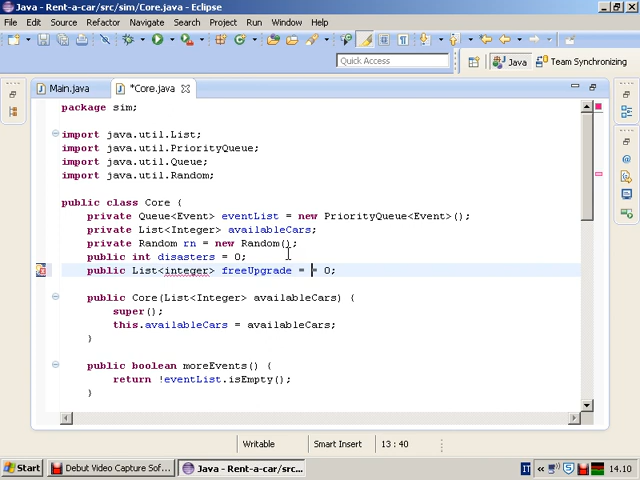 Java - Rent-a-car/src/sim/Core.java - Eclipse
File Edit Source Refactor Navigate Search Project Run Window Help
Quick Access
Java
Team Synchronizing
Main.java
*Core.java
package sim;
import java.util.List;
import java.util.PriorityQueue;
import java.util.Queue;
import java.util.Random;
public class Core {
private Queue<Event> eventList = new PriorityQueue<Event>();
private List<Integer> availableCars;
private Random rn = new Random();
public int disasters = 0;
public List<integer> freeUpgrade = = 0;
public Core(List<Integer> availableCars) {
super();
this.availableCars = availableCars;
}
public boolean moreEvents() {
return !eventList.isEmpty();
}
Writable
Smart Insert
13 : 40
Start
Debut Video Capture Sof...
Java - Rent-a-car/src...
IT
14.10